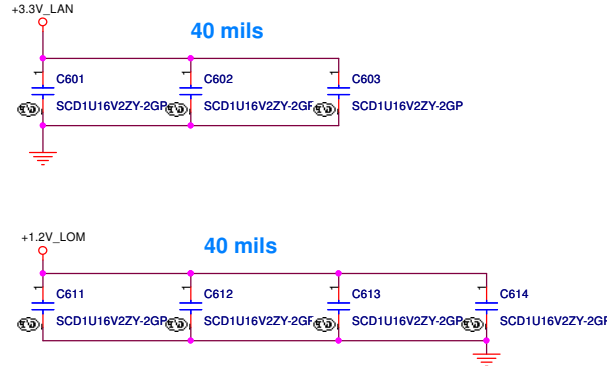 +3.3V_LAN
40 mils
C601 C602 C603
SCD1U16V2ZY-2GP SCD1U16V2ZY-2GP SCD1U16V2ZY-2GP
+1.2V_LOM
40 mils
C611 C612 C613 C614
SCD1U16V2ZY-2GP SCD1U16V2ZY-2GP SCD1U16V2ZY-2GP SCD1U16V2ZY-2GP